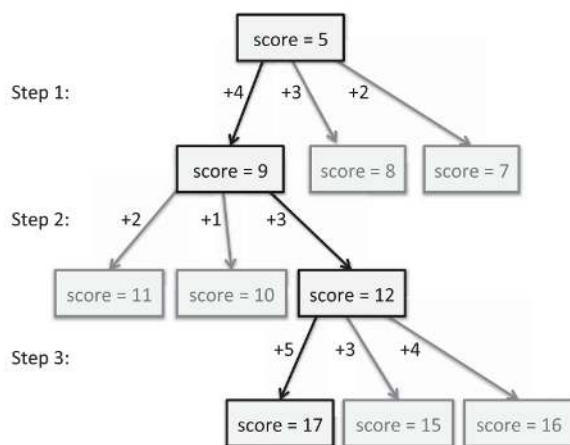 score = 5
Step 1:
+4 +3 +2
score = 9 score = 8 score = 7
Step 2:
+2 +1 +3
score = 11 score = 10 score = 12
Step 3:
+5 +3 +4
score = 17 score = 15 score = 16